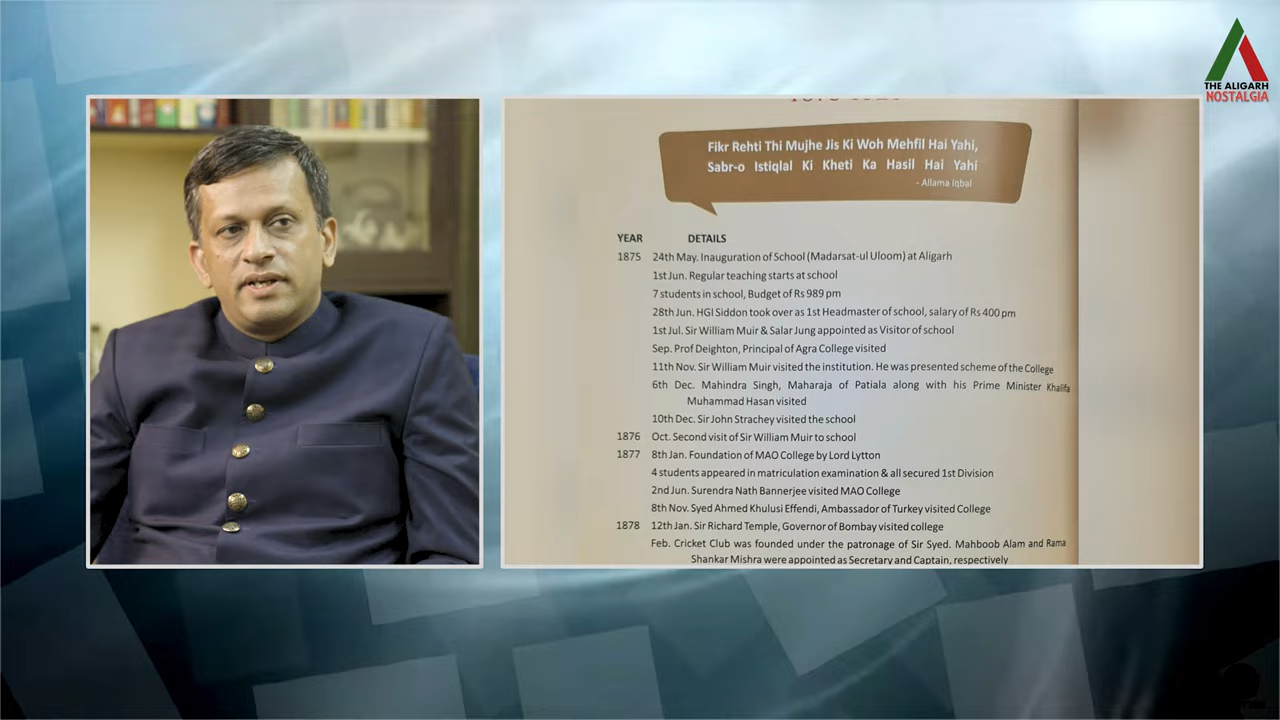 THE ALIGARH
NOSTALGIA
Fikr Rehti Thi Mujhe Jis Ki Woh Mehfil Hai Yahi,
Sabr-o Istiqlal Ki Kheti Ka Hasil Hai Yahi
- Allama Iqbal
YEAR DETAILS
1875 24th May. Inauguration of School (Madarsat-ul Uloom) at Aligarh
1st Jun. Regular teaching starts at school
7 students in school, Budget of Rs 989 pm
28th Jun. HGI Siddon took over as 1st Headmaster of school, salary of Rs 400 pm
1st Jul. Sir William Muir & Salar Jung appointed as Visitor of school
Sep. Prof Deighton, Principal of Agra College visited
11th Nov. Sir William Muir visited the institution. He was presented scheme of the College
6th Dec. Mahindra Singh, Maharaja of Patiala along with his Prime Minister Khalifa
Muhammad Hasan visited
10th Dec. Sir John Strachey visited the school
1876 Oct. Second visit of Sir William Muir to school
1877 8th Jan. Foundation of MAO College by Lord Lytton
4 students appeared in matriculation examination & all secured 1st Division
2nd Jun. Surendra Nath Bannerjee visited MAO College
8th Nov. Syed Ahmed Khulusi Effendi, Ambassador of Turkey visited College
1878 12th Jan. Sir Richard Temple, Governor of Bombay visited college
Feb. Cricket Club was founded under the patronage of Sir Syed. Mahboob Alam and Rama
Shankar Mishra were appointed as Secretary and Captain, respectively